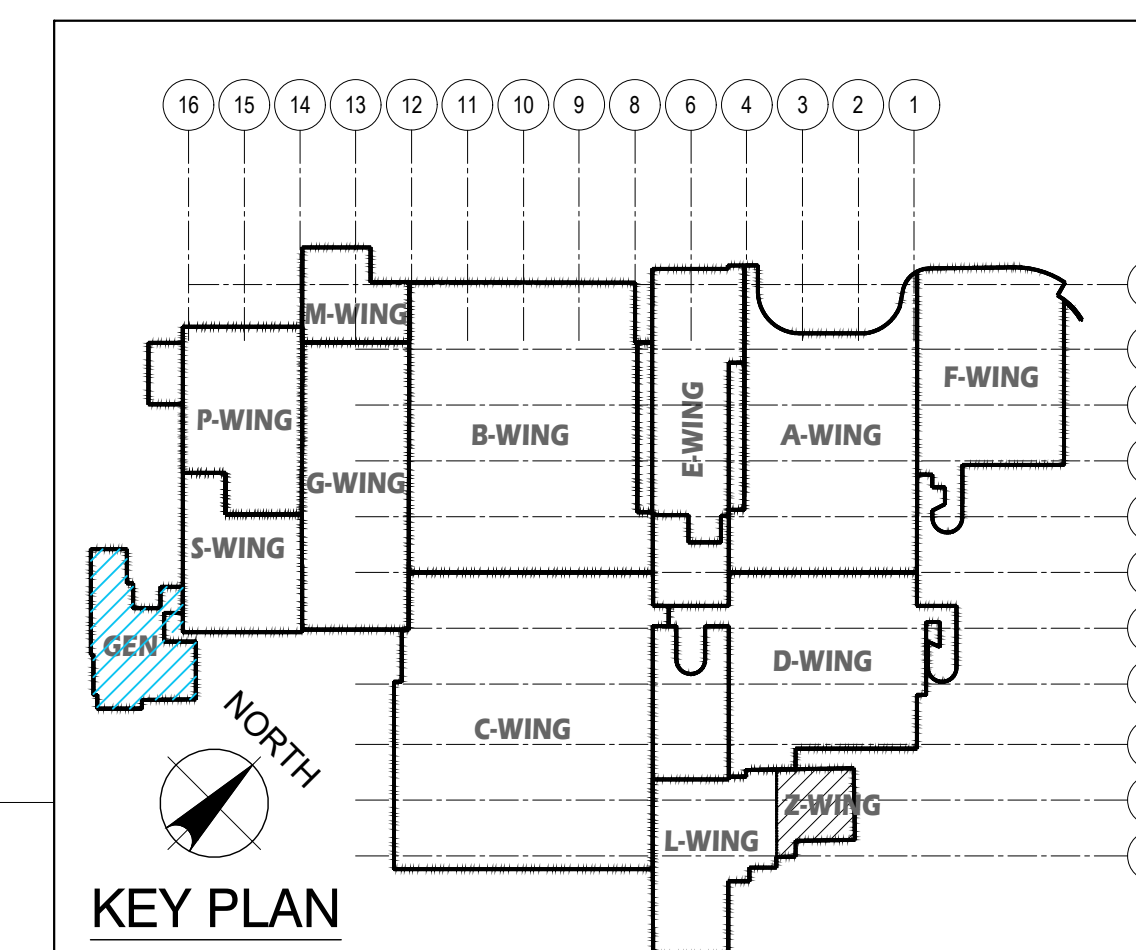 16 15 14 13 12 11 10 9 8 6 4 3 2 1
M-WING
F-WING
P-WING
B-WING
E-WING
A-WING
G-WING
S-WING
GEN
D-WING
NORTH
C-WING
Z-WING
L-WING
KEY PLAN